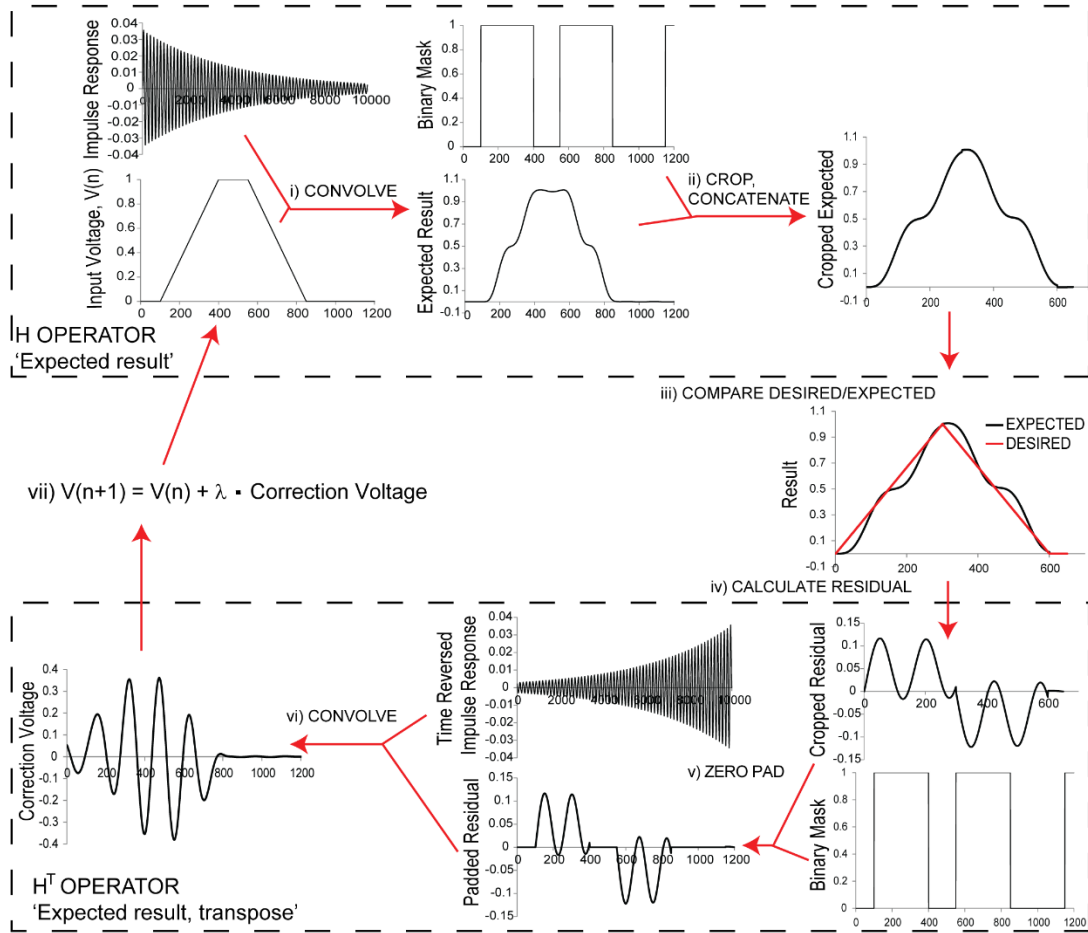 Impulse Response
0.04
0.03
0.02
0.01
0
-0.01
-0.02
-0.03
-0.04
0 2000 4000 6000 8000 10000
Binary Mask
1
0.8
0.6
0.4
0.2
0
0 200 400 600 800 1000 1200
Input Voltage, V(n)
1
0.8
0.6
0.4
0.2
0
0 200 400 600 800 1000 1200
i) CONVOLVE
Expected Result
1.1
0.9
0.7
0.5
0.3
0.1
-0.1
0 200 400 600 800 1000 1200
ii) CROP,
CONCATENATE
Cropped Expected
1.1
0.9
0.7
0.5
0.3
0.1
-0.1
0 200 400 600
H OPERATOR
‘Expected result’
iii) COMPARE DESIRED/EXPECTED
Result
1.1
0.9
0.7
0.5
0.3
0.1
-0.1
0 200 400 600
EXPECTED
DESIRED
vii) V(n+1) = V(n) + λ ▪ Correction Voltage
iv) CALCULATE RESIDUAL
Cropped Residual
0.15
0.1
0.05
0
-0.05
-0.1
-0.15
0 200 400 600
Time Reversed
Impulse Response
0.04
0.03
0.02
0.01
0
-0.01
-0.02
-0.03
-0.04
0 2000 4000 6000 8000 10000
v) ZERO PAD
Binary Mask
1
0.8
0.6
0.4
0.2
0
0 200 400 600 800 1000 1200
Padded Residual
0.15
0.1
0.05
0
-0.05
-0.1
-0.15
0 200 400 600 800 1000 1200
vi) CONVOLVE
Correction Voltage
0.4
0.3
0.2
0.1
0
-0.1
-0.2
-0.3
-0.4
0 200 400 600 800 1000 1200
Hᵀ OPERATOR
‘Expected result, transpose’